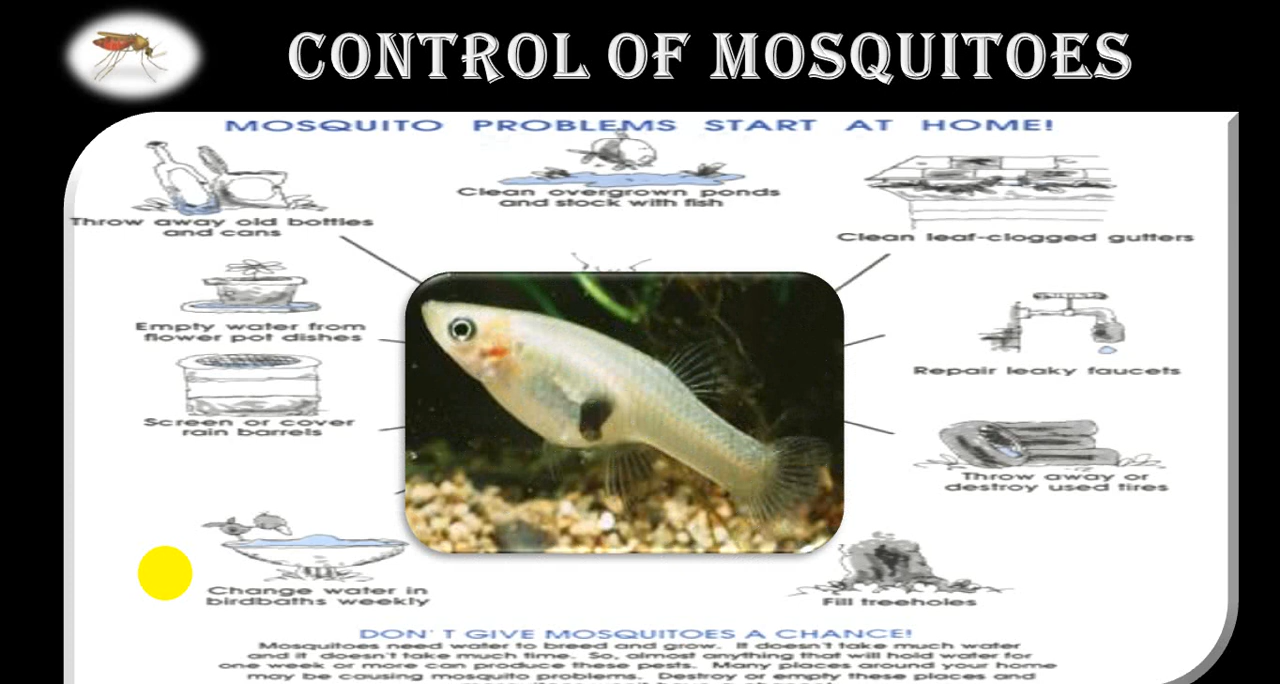 CONTROL OF MOSQUITOES
MOSQUITO PROBLEMS START AT HOME!
Throw away old bottles
and cans
Clean overgrown ponds
and stock with fish
Clean leaf-clogged gutters
Empty water from
flower pot dishes
Repair leaky faucets
Screen or cover
rain barrels
Throw away or
destroy used tires
Change water in
birdbaths weekly
Fill treeholes
DON'T GIVE MOSQUITOES A CHANCE!
Mosquitoes need water to breed and grow. It doesn't take much water
and it doesn't take much time. So, almost anything that will hold water for
one week or more can produce these pests. Many places around your home
may be causing mosquito problems. Destroy or empty these places and